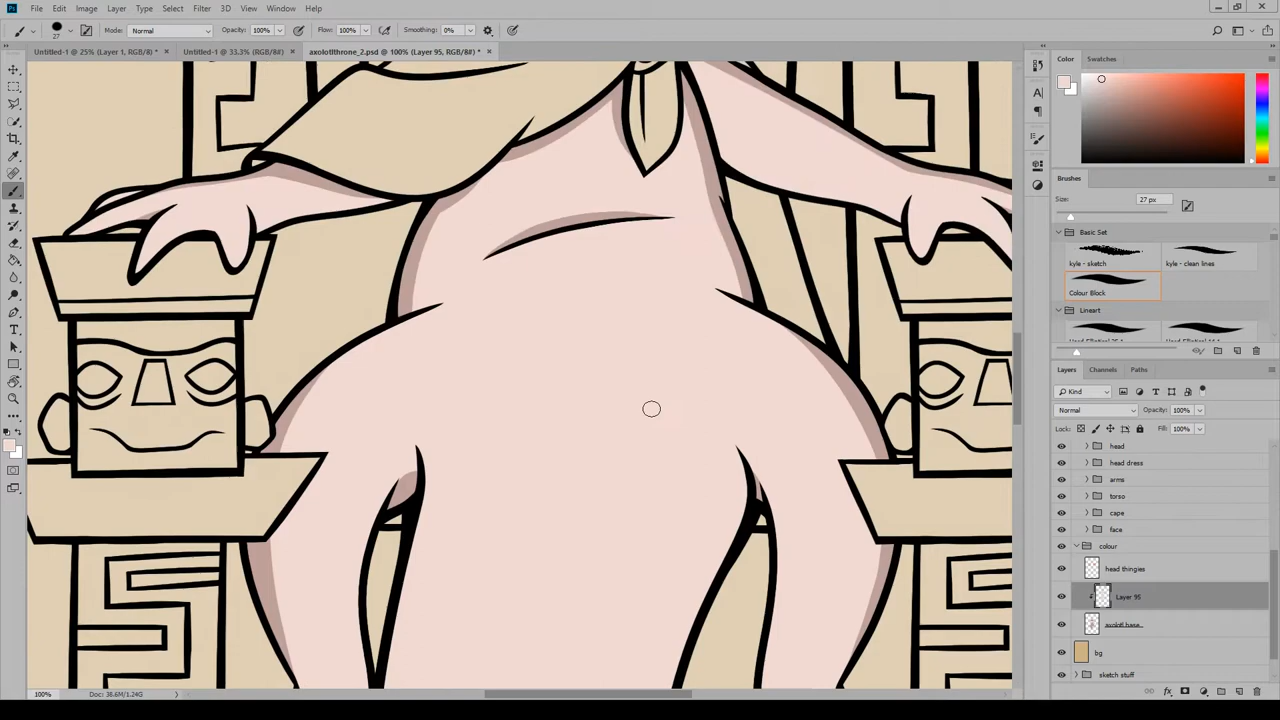 File Edit Image Layer Type Select Filter 3D View Window Help
27 Mode: Normal Opacity: 100% Flow: 100% Smoothing: 0%
Untitled-1 @ 25% (Layer 1, RGB/8) * × Untitled-1 @ 33.3% (RGB/8#) × axolotlthrone_2.psd @ 100% (Layer 95, RGB/8#) * ×
Color Swatches
Brushes
Size: 27 px
Basic Set
kyle - sketch kyle - clean lines
Colour Block
Lineart
Layers Channels Paths
Kind
Normal Opacity: 100%
Lock: Fill: 100%
head
head dress
arms
torso
cape
face
colour
head thingies
Layer 95
axolotl base
bg
sketch stuff
100% Doc: 38.6M/1.24G